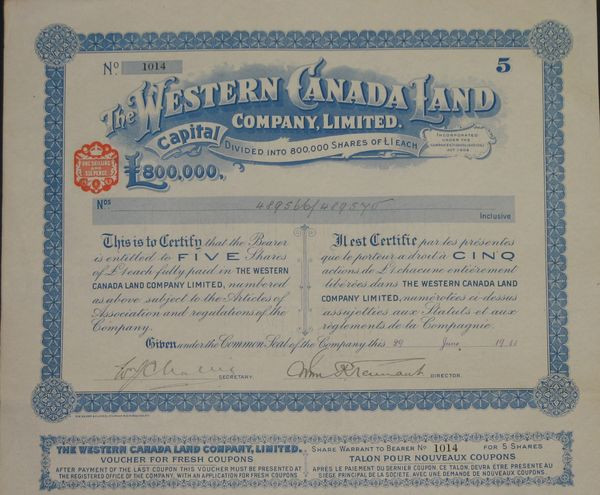 No. 1014
5
The WESTERN CANADA LAND
COMPANY, LIMITED.
Capital DIVIDED INTO 800,000 SHARES OF £1 EACH
£800,000.
INCORPORATED
UNDER THE
ACT, 1908
ONE SHILLING
SIX PENCE
Nos 489566/489570 Inclusive
This is to Certify that the Bearer
is entitled to FIVE Shares
of £1 each fully paid, in THE WESTERN
CANADA LAND COMPANY LIMITED, numbered
as above subject to the Articles of
Association and regulations of the
Company.
Il est Certifie par les présentes
que le porteur a droit à CINQ
actions de £1 chacune entièrement
libérées dans THE WESTERN CANADA LAND
COMPANY LIMITED, numérotées ci-dessus
assujetties aux Statuts et aux
règlements de la Compagnie.
Given under the Common Seal of the Company this 29 June 1911
SECRETARY. DIRECTOR.
THE WESTERN CANADA LAND COMPANY, LIMITED. SHARE WARRANT TO BEARER No 1014 FOR 5 SHARES
VOUCHER FOR FRESH COUPONS
AFTER PAYMENT OF THE LAST COUPON THIS VOUCHER MUST BE PRESENTED AT
THE REGISTERED OFFICE OF THE COMPANY, WITH AN APPLICATION FOR FRESH COUPONS
TALON POUR NOUVEAUX COUPONS
APRES LE PAIEMENT DU DERNIER COUPON, CE TALON DEVRA ETRE PRESENTE AU
SIEGE PRINCIPAL DE LA SOCIETE, AVEC UNE DEMANDE DE NOUVEAUX COUPONS